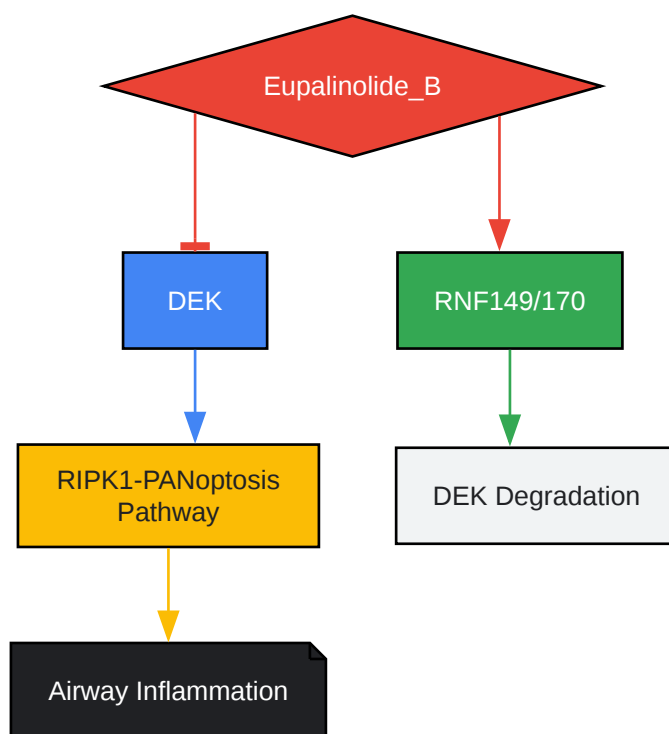 Eupalinolide_B
DEK
RNF149/170
RIPK1-PANoptosis
Pathway
DEK Degradation
Airway Inflammation